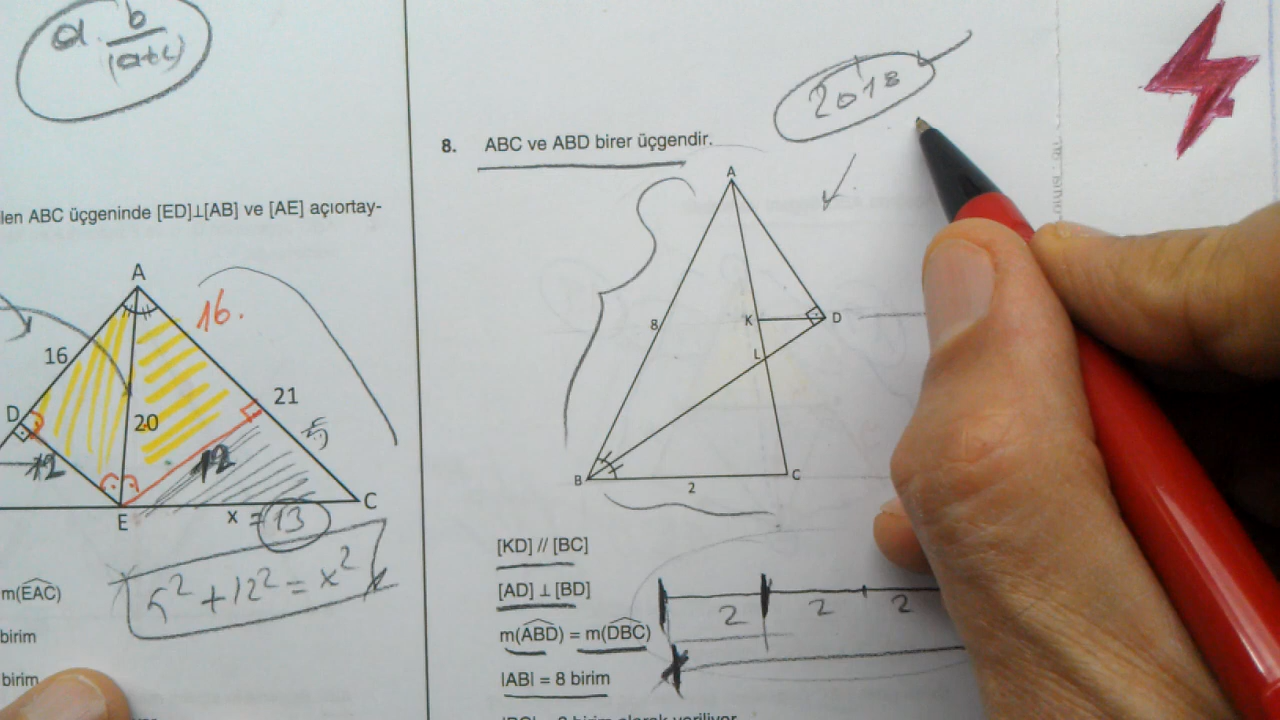 a. b/(a+c)
len ABC üçgeninde [ED]⊥[AB] ve [AE] açıortay-
A
16
16.
D
20
21
12
12
E
x = 13
C
5² + 12² = x²
m(EAC)
birim
birim
2018
8. ABC ve ABD birer üçgendir.
A
8
K
D
L
B
2
C
[KD] // [BC]
[AD] ⊥ [BD]
m(ABD) = m(DBC)
2 2 2
|AB| = 8 birim